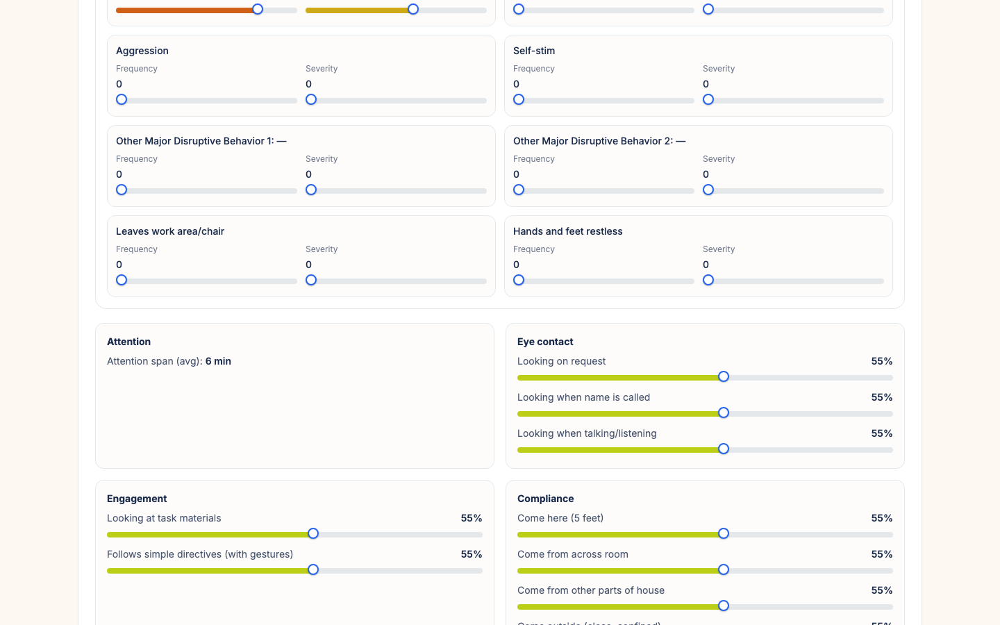 Aggression
Frequency
Severity
0
0
Self-stim
Frequency
Severity
0
0
Other Major Disruptive Behavior 1: —
Frequency
Severity
0
0
Other Major Disruptive Behavior 2: —
Frequency
Severity
0
0
Leaves work area/chair
Frequency
Severity
0
0
Hands and feet restless
Frequency
Severity
0
0
Attention
Attention span (avg): 6 min
Eye contact
Looking on request 55%
Looking when name is called 55%
Looking when talking/listening 55%
Engagement
Looking at task materials 55%
Follows simple directives (with gestures) 55%
Compliance
Come here (5 feet) 55%
Come from across room 55%
Come from other parts of house 55%
Come outside (close, confined) 55%